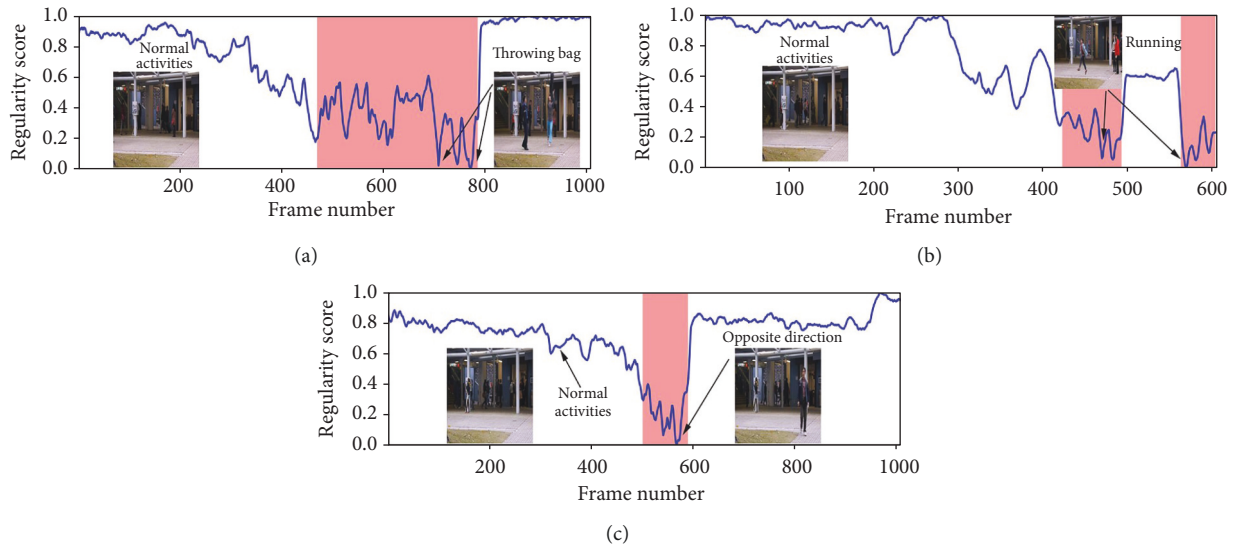 Regularity score
1.0
0.8
0.6
0.4
0.2
0.0
Normal
activities
Throwing bag
200 400 600 800 1000
Frame number
(a)
Regularity score
1.0
0.8
0.6
0.4
0.2
0.0
Normal
activities
Running
100 200 300 400 500 600
Frame number
(b)
Regularity score
1.0
0.8
0.6
0.4
0.2
0.0
Normal
activities
Opposite direction
200 400 600 800 1000
Frame number
(c)